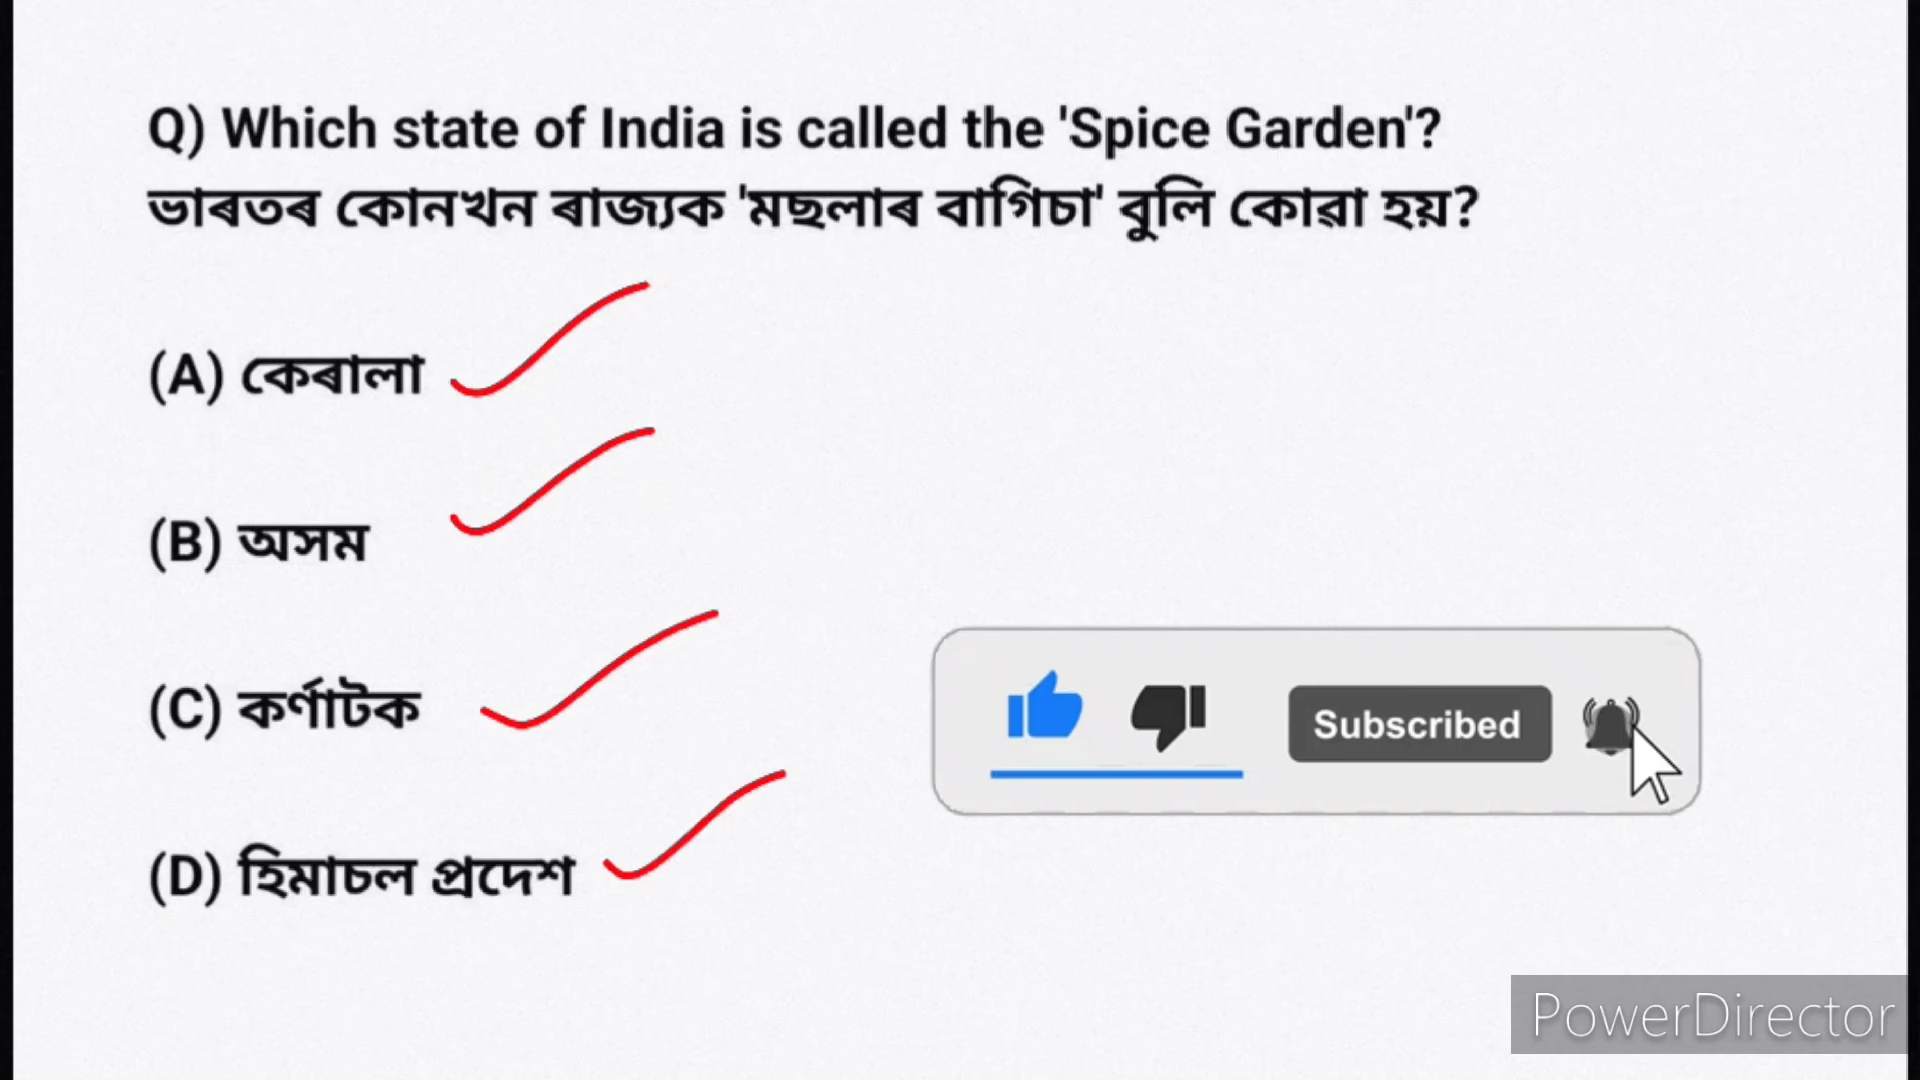 Q) Which state of India is called the 'Spice Garden'?
ভাৰতৰ কোনখন ৰাজ্যক 'মছলাৰ বাগিচা' বুলি কোৱা হয়?
(A) কেৰালা
(B) অসম
(C) কৰ্ণাটক
(D) হিমাচল প্ৰদেশ
Subscribed
PowerDirector